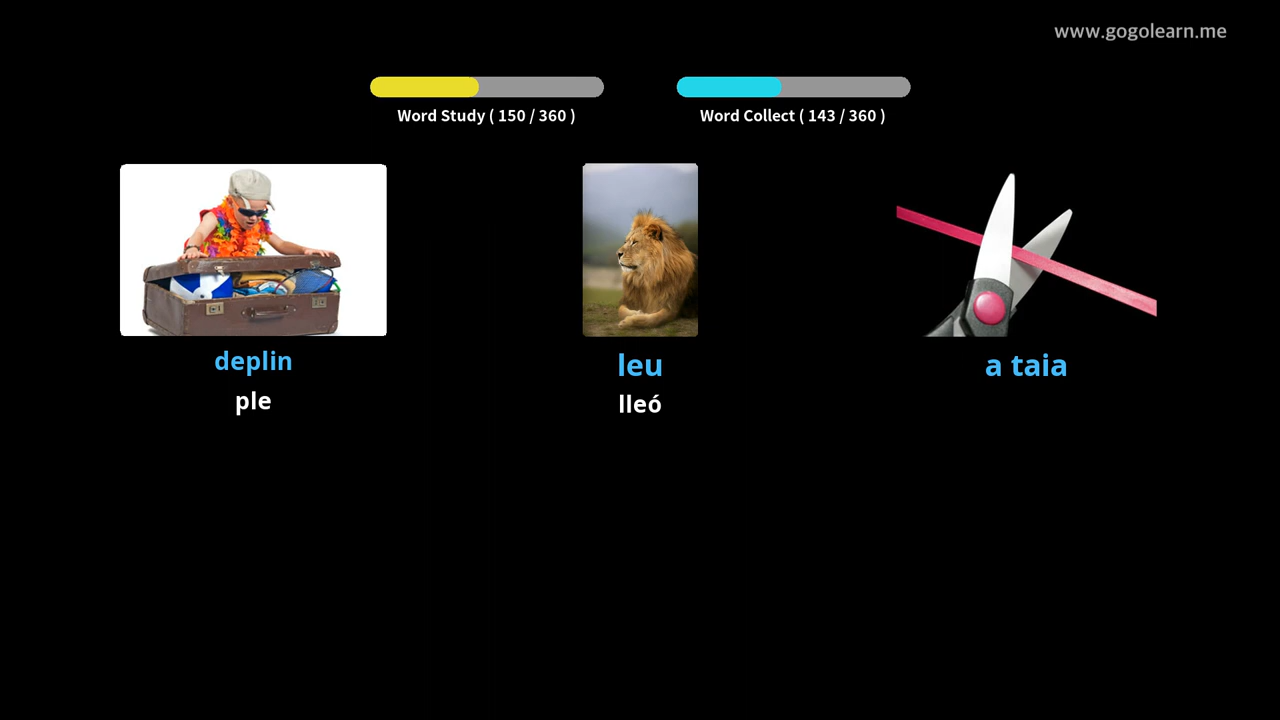 www.gogolearn.me
Word Study ( 150 / 360 )
Word Collect ( 143 / 360 )
deplin
ple
leu
lleó
a taia